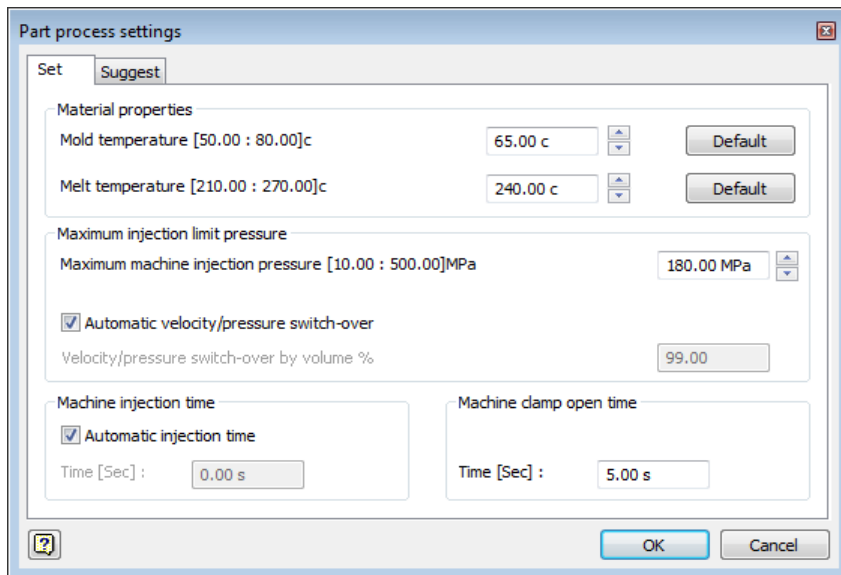 Part process settings
Set Suggest
Material properties
Mold temperature [50.00 : 80.00]c 65.00 c Default
Melt temperature [210.00 : 270.00]c 240.00 c Default
Maximum injection limit pressure
Maximum machine injection pressure [10.00 : 500.00]MPa 180.00 MPa
Automatic velocity/pressure switch-over
Velocity/pressure switch-over by volume % 99.00
Machine injection time Machine clamp open time
Automatic injection time
Time [Sec] : 0.00 s Time [Sec] : 5.00 s
? OK Cancel